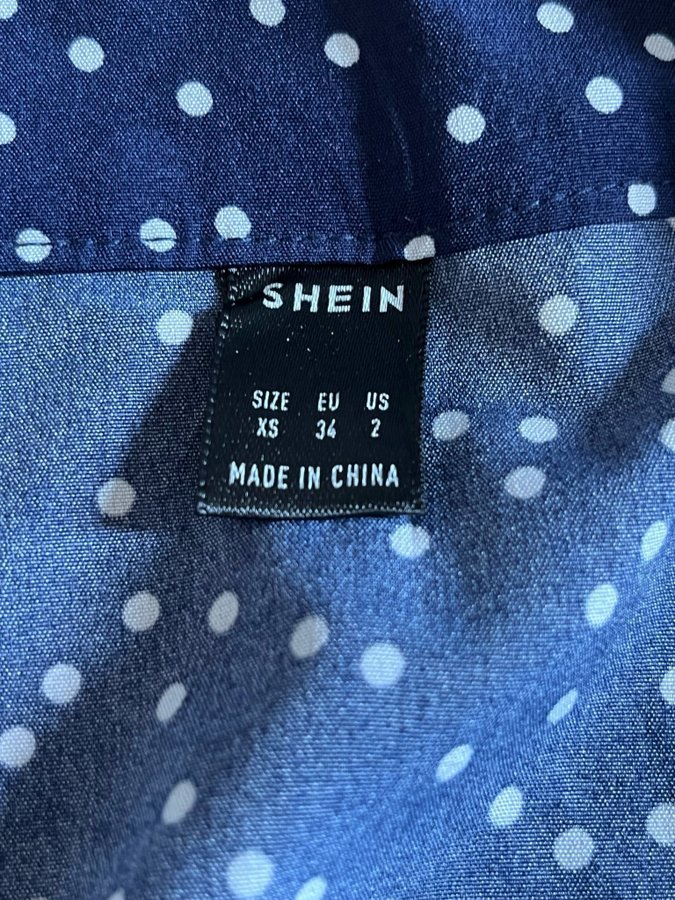 SHEIN
SIZE EU US
XS 34 2
MADE IN CHINA